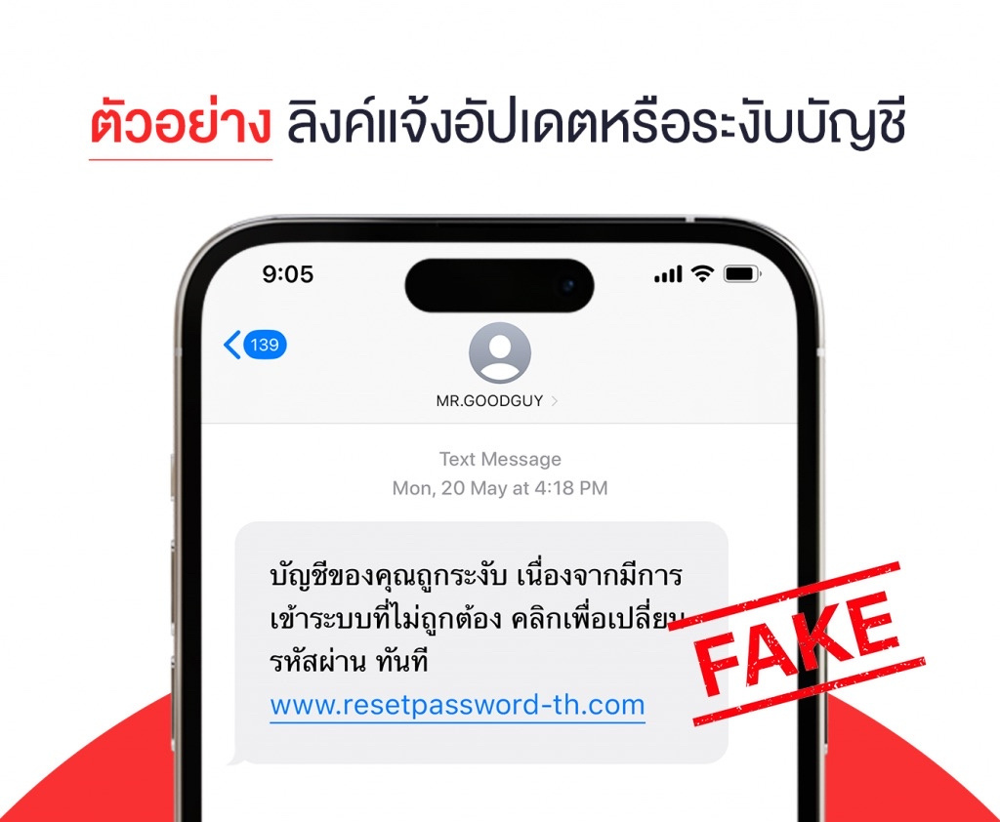 ตัวอย่าง ลิงค์แจ้งอัปเดตหรือระงับบัญชี
9:05
139
MR.GOODGUY
Text Message
Mon, 20 May at 4:18 PM
บัญชีของคุณถูกระงับ เนื่องจากมีการ
เข้าระบบที่ไม่ถูกต้อง คลิกเพื่อเปลี่ยน
รหัสผ่าน ทันที
www.resetpassword-th.com
FAKE